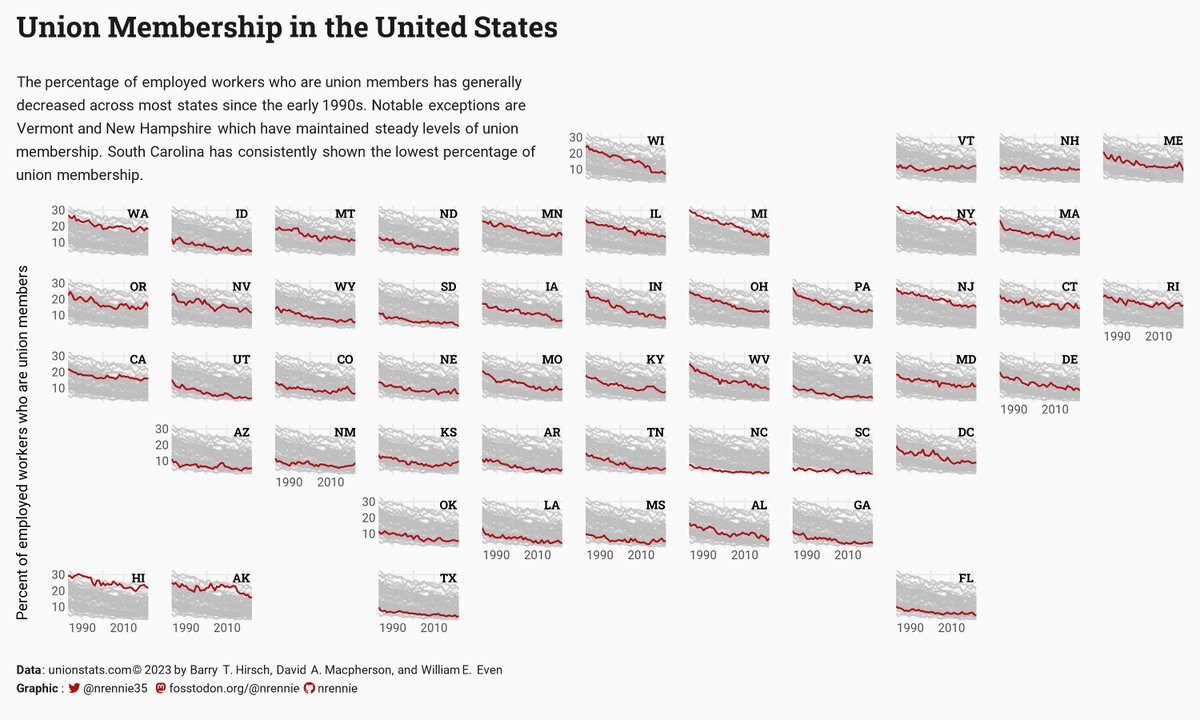 Union Membership in the United States
The percentage of employed workers who are union members has generally
decreased across most states since the early 1990s. Notable exceptions are
Vermont and New Hampshire which have maintained steady levels of union
membership. South Carolina has consistently shown the lowest percentage of
union membership.
Percent of employed workers who are union members
30 WI VT NH ME
20
10
30 WA ID MT ND MN IL MI NY MA
20
10
30 OR NV WY SD IA IN OH PA NJ CT RI
20
10
1990 2010
30 CA UT CO NE MO KY WV VA MD DE
20
10
1990 2010
30 AZ NM KS AR TN NC SC DC
20
10
1990 2010
30 OK LA MS AL GA
20
10
1990 2010 1990 2010 1990 2010 1990 2010
30 HI AK TX FL
20
10
1990 2010 1990 2010 1990 2010 1990 2010
Data: unionstats.com© 2023 by Barry T. Hirsch, David A. Macpherson, and William E. Even
Graphic : @nrennie35 fosstodon.org/@nrennie nrennie